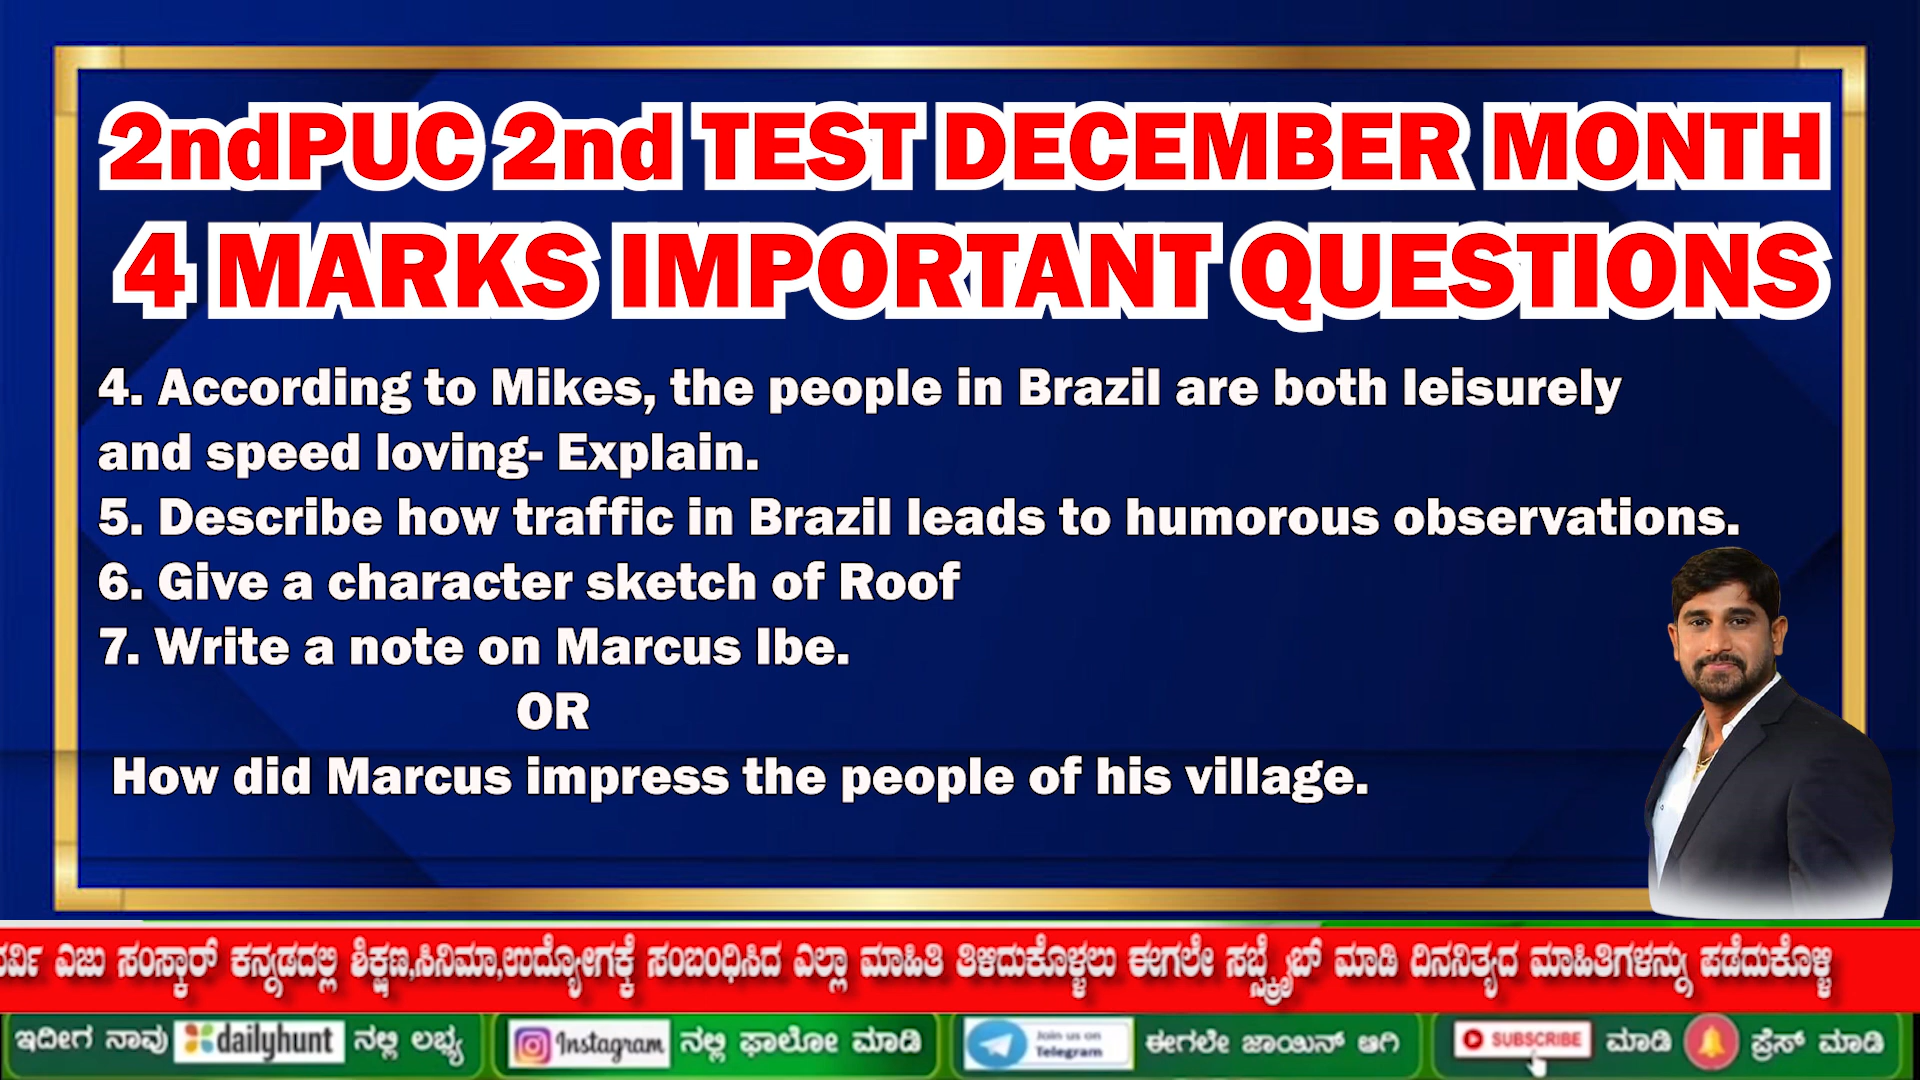 2ndPUC 2nd TEST DECEMBER MONTH
4 MARKS IMPORTANT QUESTIONS
4. According to Mikes, the people in Brazil are both leisurely
and speed loving- Explain.
5. Describe how traffic in Brazil leads to humorous observations.
6. Give a character sketch of Roof
7. Write a note on Marcus Ibe.
OR
How did Marcus impress the people of his village.
ಎಜು ಸಂಸ್ಕಾರ್ ಕನ್ನಡದಲ್ಲಿ ಶಿಕ್ಷಣ,ಸಿನಿಮಾ,ಉದ್ಯೋಗಕ್ಕೆ ಸಂಬಂಧಿಸಿದ ಎಲ್ಲಾ ಮಾಹಿತಿ ತಿಳಿದುಕೊಳ್ಳಲು ಈಗಲೇ ಸಬ್ಸ್ಕ್ರೈಬ್ ಮಾಡಿ ದಿನನಿತ್ಯದ ಮಾಹಿತಿಗಳನ್ನು ಪಡೆದುಕೊಳ್ಳಿ
ಇದೀಗ ನಾವು dailyhunt ನಲ್ಲಿ ಲಭ್ಯ
Instagram ನಲ್ಲಿ ಫಾಲೋ ಮಾಡಿ
Join us on
Telegram
ಈಗಲೇ ಜಾಯಿನ್ ಆಗಿ
SUBSCRIBE ಮಾಡಿ ಪ್ರೆಸ್ ಮಾಡಿ